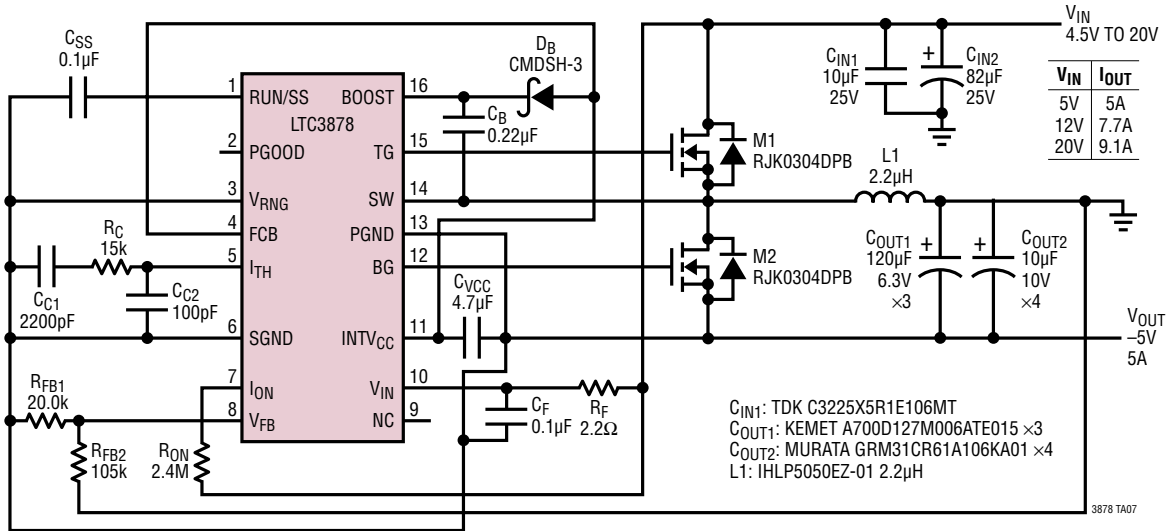 C_SS
0.1µF
D_B
CMDSH-3
V_IN
4.5V TO 20V
C_IN1
10µF
25V
+
C_IN2
82µF
25V
V_IN I_OUT
5V 5A
12V 7.7A
20V 9.1A
1 RUN/SS
BOOST 16
LTC3878
C_B
0.22µF
2 PGOOD
TG 15
M1
RJK0304DPB
L1
2.2µH
3 V_RNG
SW 14
4 FCB
PGND 13
R_C
15k
5 I_TH
BG 12
M2
RJK0304DPB
C_OUT1
120µF
6.3V
×3
+
+
C_OUT2
10µF
10V
×4
C_C1
2200pF
C_C2
100pF
C_VCC
4.7µF
6 SGND
INTV_CC 11
V_OUT
–5V
5A
7 I_ON
V_IN 10
R_FB1
20.0k
8 V_FB
NC 9
C_F
0.1µF
R_F
2.2Ω
R_FB2
105k
R_ON
2.4M
C_IN1: TDK C3225X5R1E106MT
C_OUT1: KEMET A700D127M006ATE015 ×3
C_OUT2: MURATA GRM31CR61A106KA01 ×4
L1: IHLP5050EZ-01 2.2µH
3878 TA07